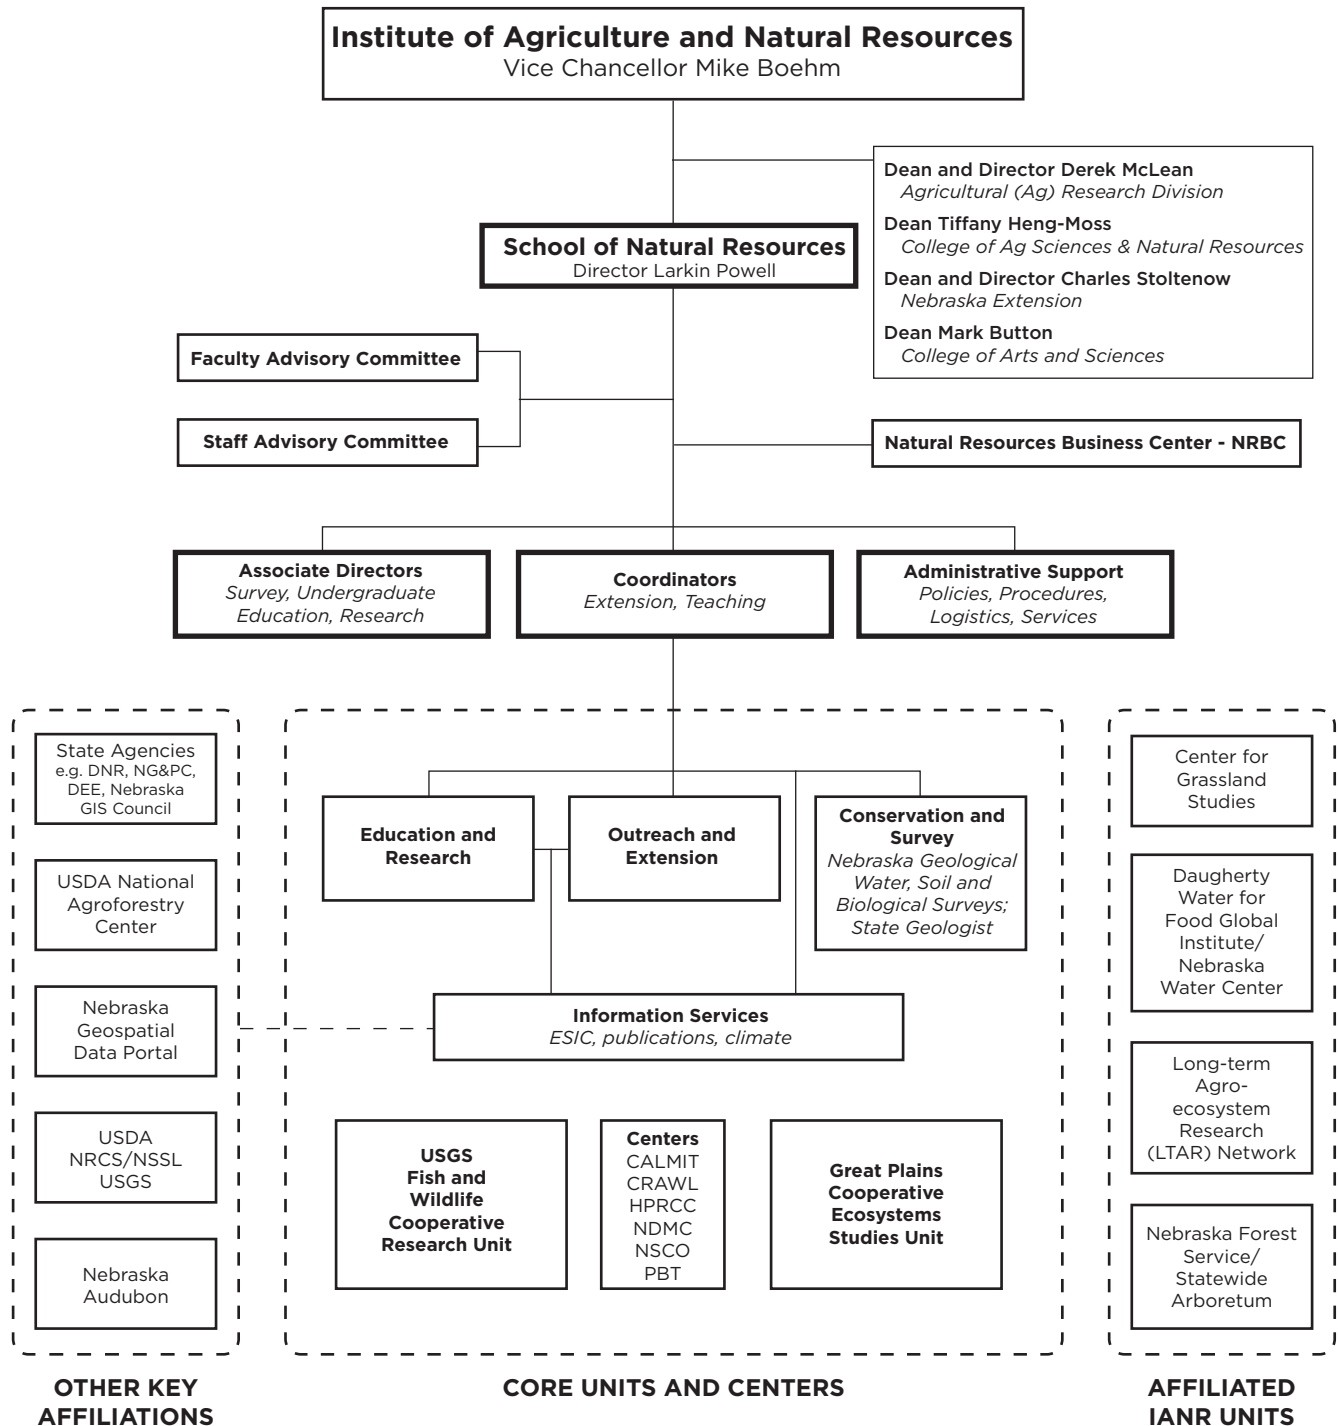 Institute of Agriculture and Natural Resources
Vice Chancellor Mike Boehm
Dean and Director Derek McLean
Agricultural (Ag) Research Division
Dean Tiffany Heng-Moss
College of Ag Sciences & Natural Resources
Dean and Director Charles Stoltenow
Nebraska Extension
Dean Mark Button
College of Arts and Sciences
School of Natural Resources
Director Larkin Powell
Faculty Advisory Committee
Staff Advisory Committee
Natural Resources Business Center - NRBC
Associate Directors
Survey, Undergraduate
Education, Research
Coordinators
Extension, Teaching
Administrative Support
Policies, Procedures,
Logistics, Services
State Agencies
e.g. DNR, NG&PC,
DEE, Nebraska
GIS Council
USDA National
Agroforestry
Center
Nebraska
Geospatial
Data Portal
USDA
NRCS/NSSL
USGS
Nebraska
Audubon
OTHER KEY
AFFILIATIONS
Education and
Research
Outreach and
Extension
Conservation and
Survey
Nebraska Geological
Water, Soil and
Biological Surveys;
State Geologist
Information Services
ESIC, publications, climate
USGS
Fish and
Wildlife
Cooperative
Research Unit
Centers
CALMIT
CRAWL
HPRCC
NDMC
NSCO
PBT
Great Plains
Cooperative
Ecosystems
Studies Unit
CORE UNITS AND CENTERS
Center for
Grassland
Studies
Daugherty
Water for
Food Global
Institute/
Nebraska
Water Center
Long-term
Agro-
ecosystem
Research
(LTAR) Network
Nebraska Forest
Service/
Statewide
Arboretum
AFFILIATED
IANR UNITS